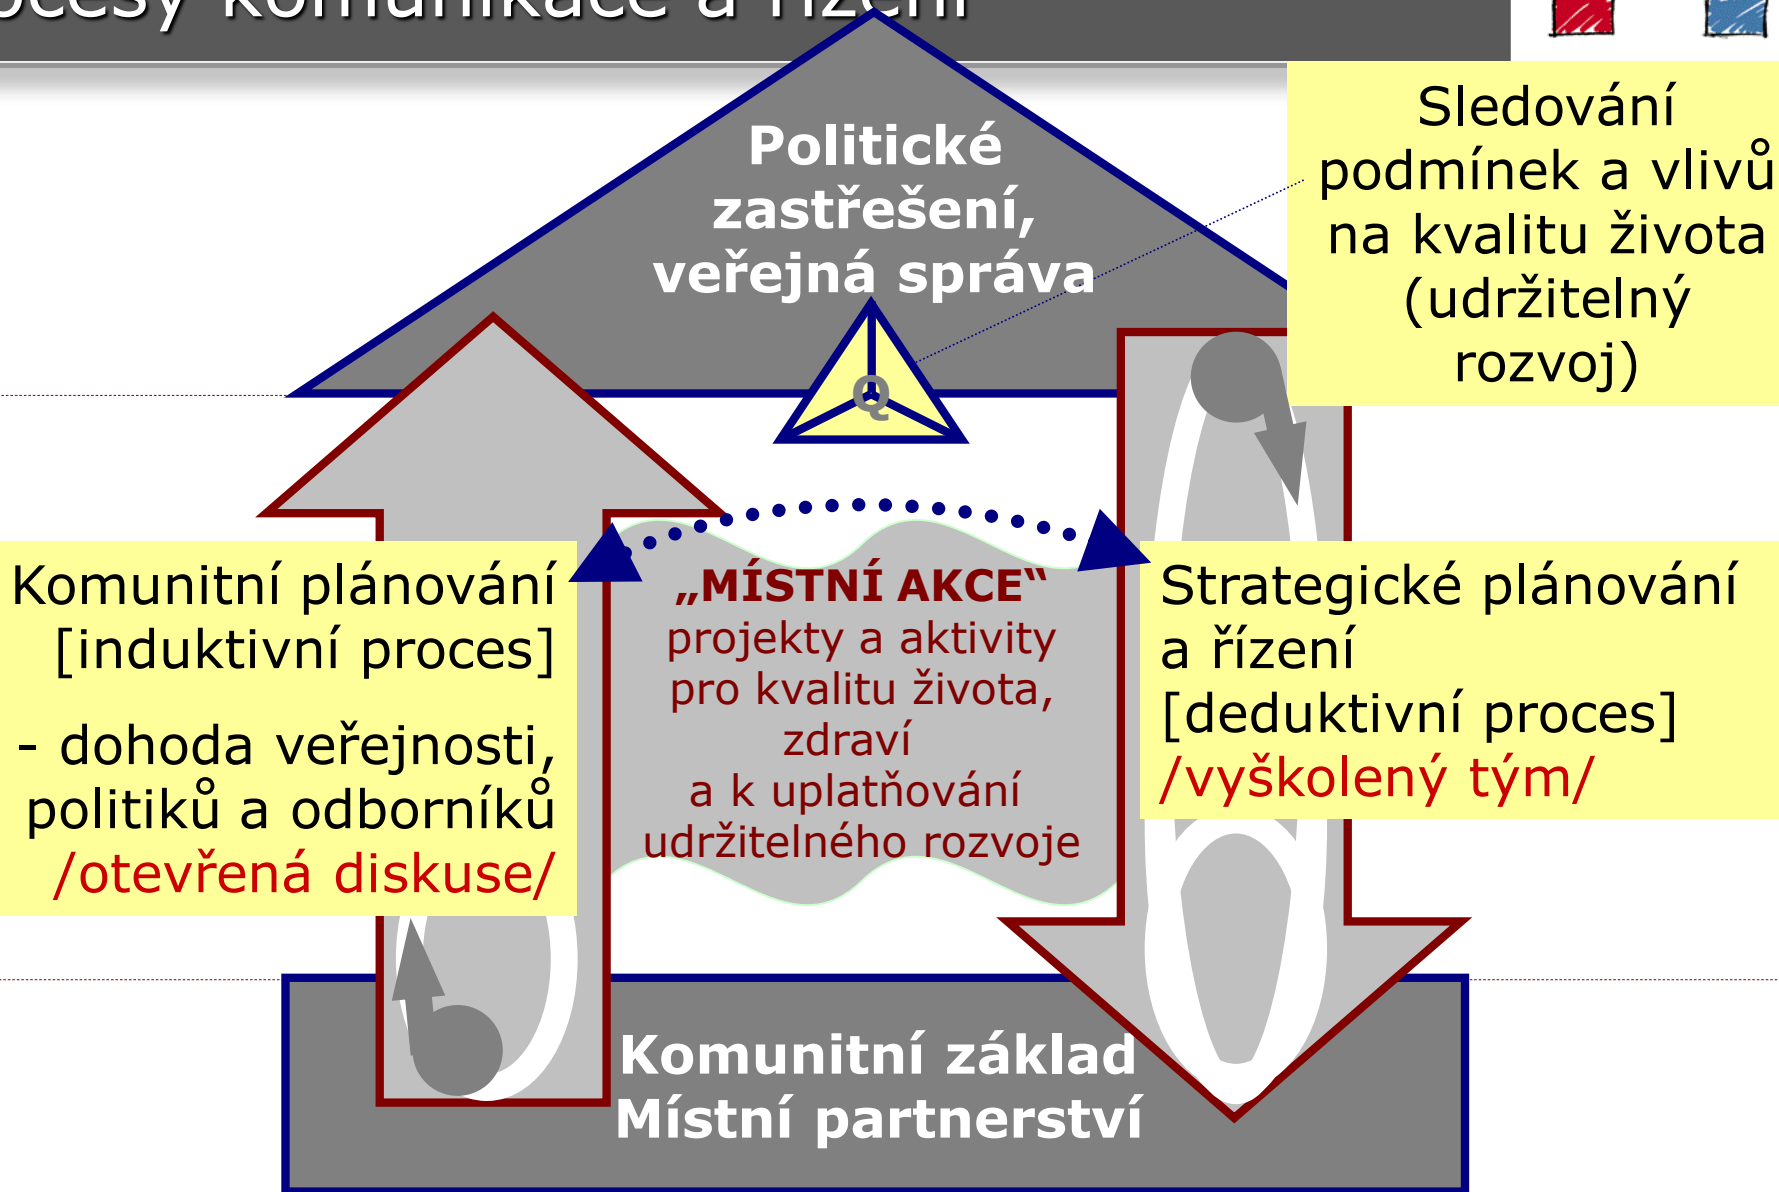 komunikace a řízení
Politické
zastřešení,
veřejná správa
Sledování
podmínek a vlivů
na kvalitu života
(udržitelný
rozvoj)
Q
Komunitní plánování
[induktivní proces]
- dohoda veřejnosti,
politiků a odborníků
/otevřená diskuse/
„MÍSTNÍ AKCE“
projekty a aktivity
pro kvalitu života,
zdraví
a k uplatňování
udržitelného rozvoje
Strategické plánování
a řízení
[deduktivní proces]
/vyškolený tým/
Komunitní základ
Místní partnerství